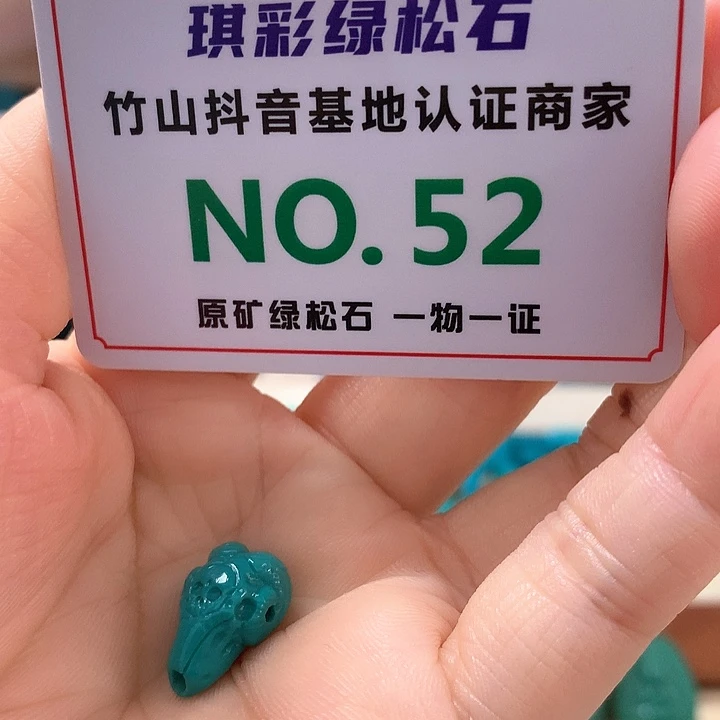 琪彩绿松石
竹山抖音基地认证商家
NO.52
原矿绿松石 一物一证